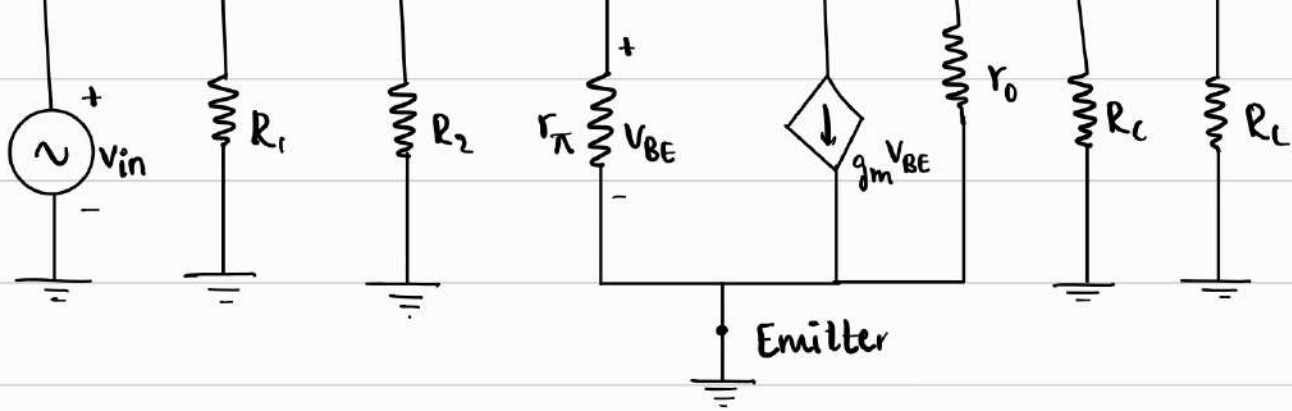 +
Vin
-
R1
R2
rπ
+
VBE
-
gmVBE
r0
RC
RL
Emitter